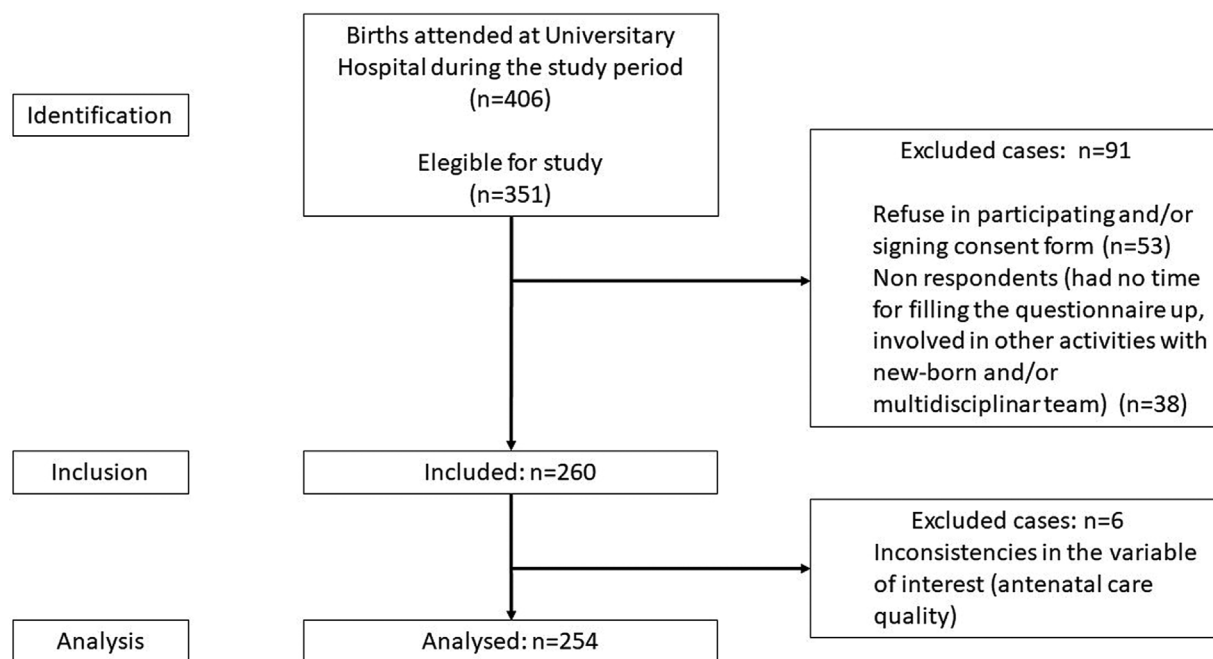 Identification
Births attended at Universitary
Hospital during the study period
(n=406)
Elegible for study
(n=351)
Excluded cases:  n=91
Refuse in participating and/or
signing consent form (n=53)
Non respondents (had no time
for filling the questionnaire up,
involved in other activities with
new-born and/or
multidisciplinar team)  (n=38)
Inclusion
Included: n=260
Excluded cases: n=6
Inconsistencies in the variable
of interest (antenatal care
quality)
Analysis
Analysed: n=254